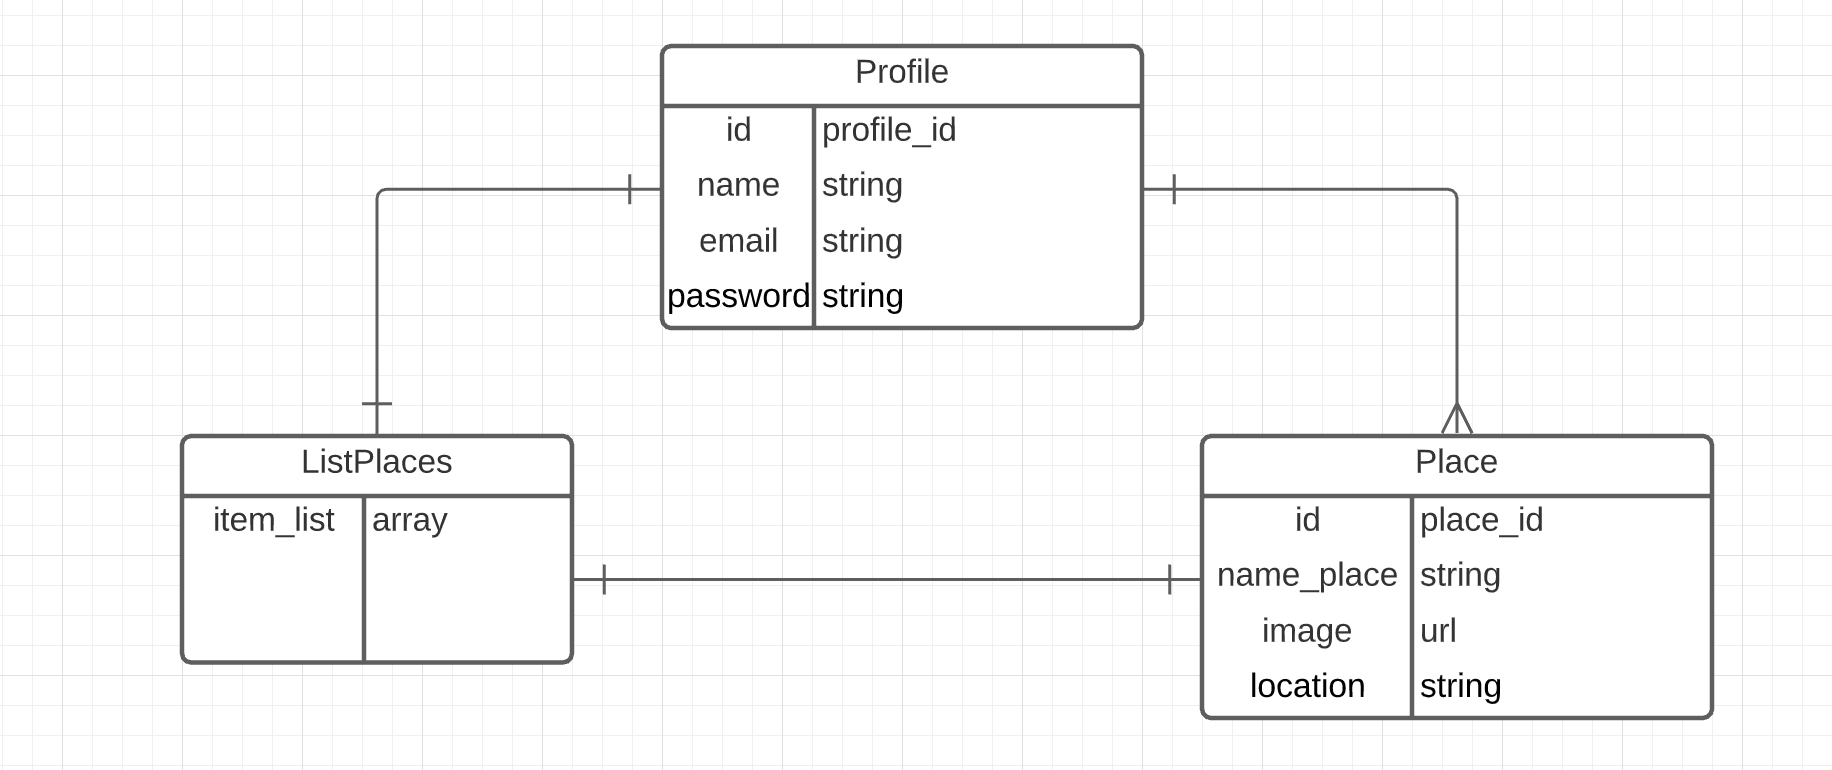 Profile
id profile_id
name string
email string
password string
ListPlaces
item_list array
Place
id place_id
name_place string
image url
location string